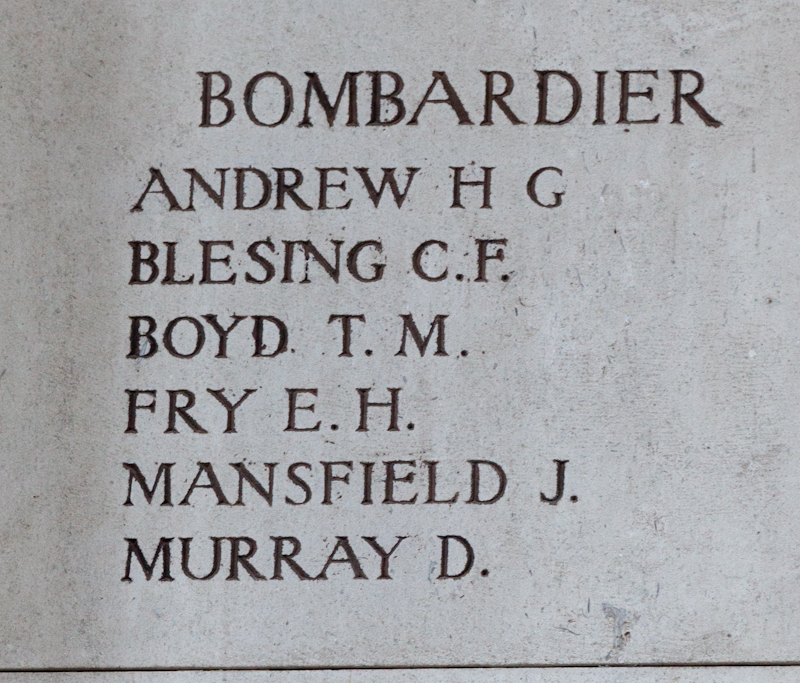 BOMBARDIER
ANDREW H G
BLESING C.F.
BOYD T. M.
FRY E. H.
MANSFIELD J.
MURRAY D.